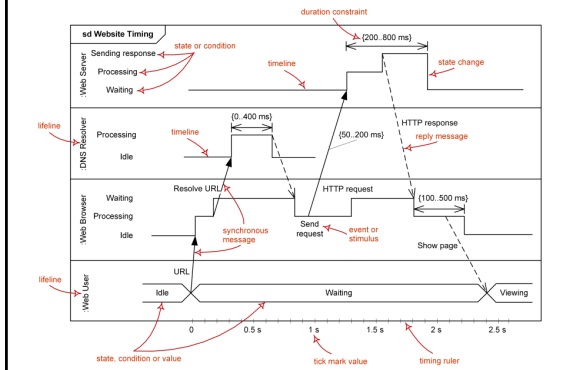 duration constraint
sd Website Timing
{200..800 ms}
Sending response
state or condition
Processing
timeline
state change
Waiting
:Web Server
lifeline
{0..400 ms}
HTTP response
Processing
timeline
{50..200 ms}
reply message
Idle
:DNS Resolver
Resolve URL
HTTP request
Waiting
{100..500 ms}
Processing
synchronous
message
Send
request
event or
stimulus
Idle
Show page
:Web Browser
lifeline
URL
Idle
Waiting
Viewing
:Web User
0
0.5 s
1 s
1.5 s
2 s
2.5 s
state, condition or value
tick mark value
timing ruler